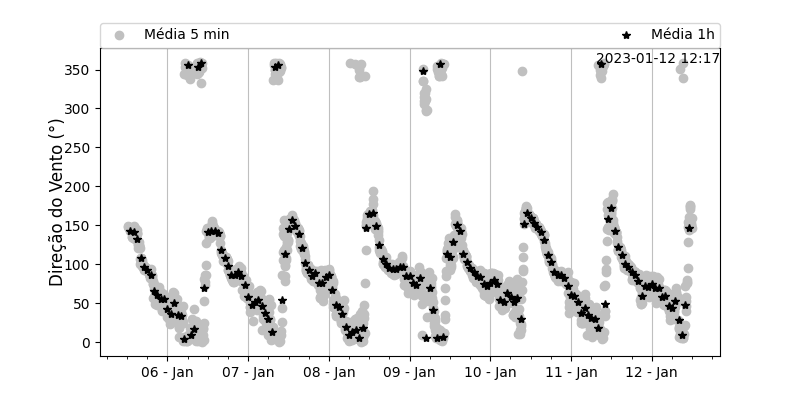 Média 5 min
Média 1h
2023-01-12 12:17
Direção do Vento (°)
350
300
250
200
150
100
50
0
06 - Jan
07 - Jan
08 - Jan
09 - Jan
10 - Jan
11 - Jan
12 - Jan